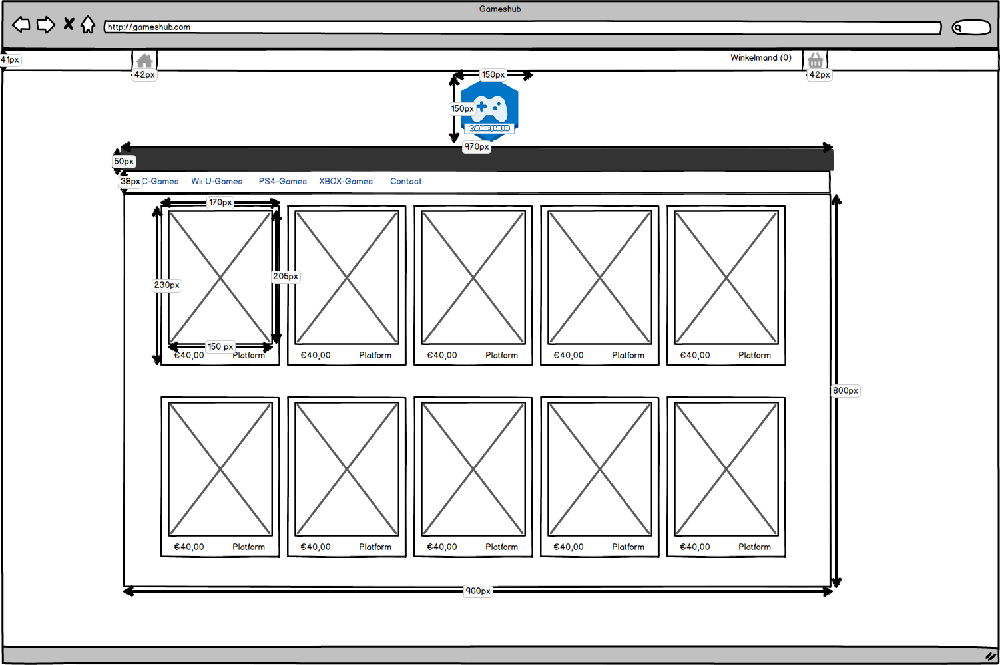 Gameshub
http://gameshub.com
41px
Winkelmand (0)
42px
42px
150px
150px
GAMESHUB
970px
50px
38px
C-Games Wii U-Games PS4-Games XBOX-Games Contact
170px
230px
205px
150 px
€40,00 Platform €40,00 Platform €40,00 Platform €40,00 Platform €40,00 Platform
800px
€40,00 Platform €40,00 Platform €40,00 Platform €40,00 Platform €40,00 Platform
900px